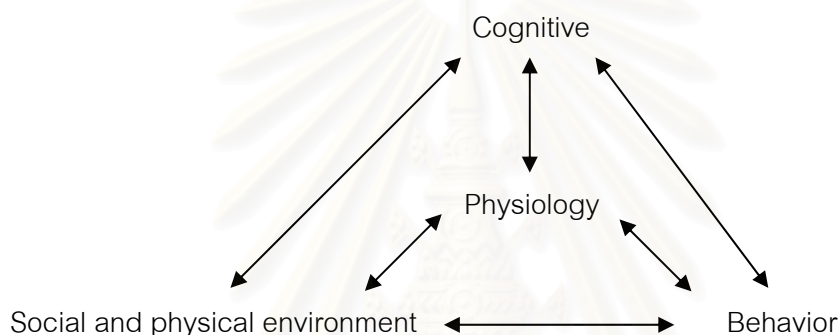 Cognitive
Physiology
Social and physical environment
Behavior